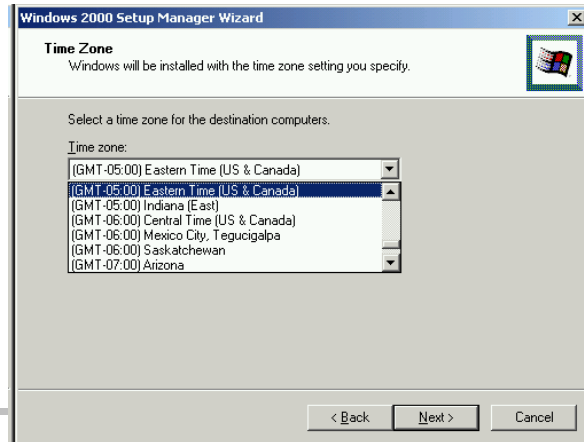 Windows 2000 Setup Manager Wizard
Time Zone
Windows will be installed with the time zone setting you specify.
Select a time zone for the destination computers.
Time zone:
(GMT-05:00) Eastern Time (US & Canada)
(GMT-05:00) Eastern Time (US & Canada)
(GMT-05:00) Indiana (East)
(GMT-06:00) Central Time (US & Canada)
(GMT-06:00) Mexico City, Tegucigalpa
(GMT-06:00) Saskatchewan
(GMT-07:00) Arizona
< Back Next > Cancel